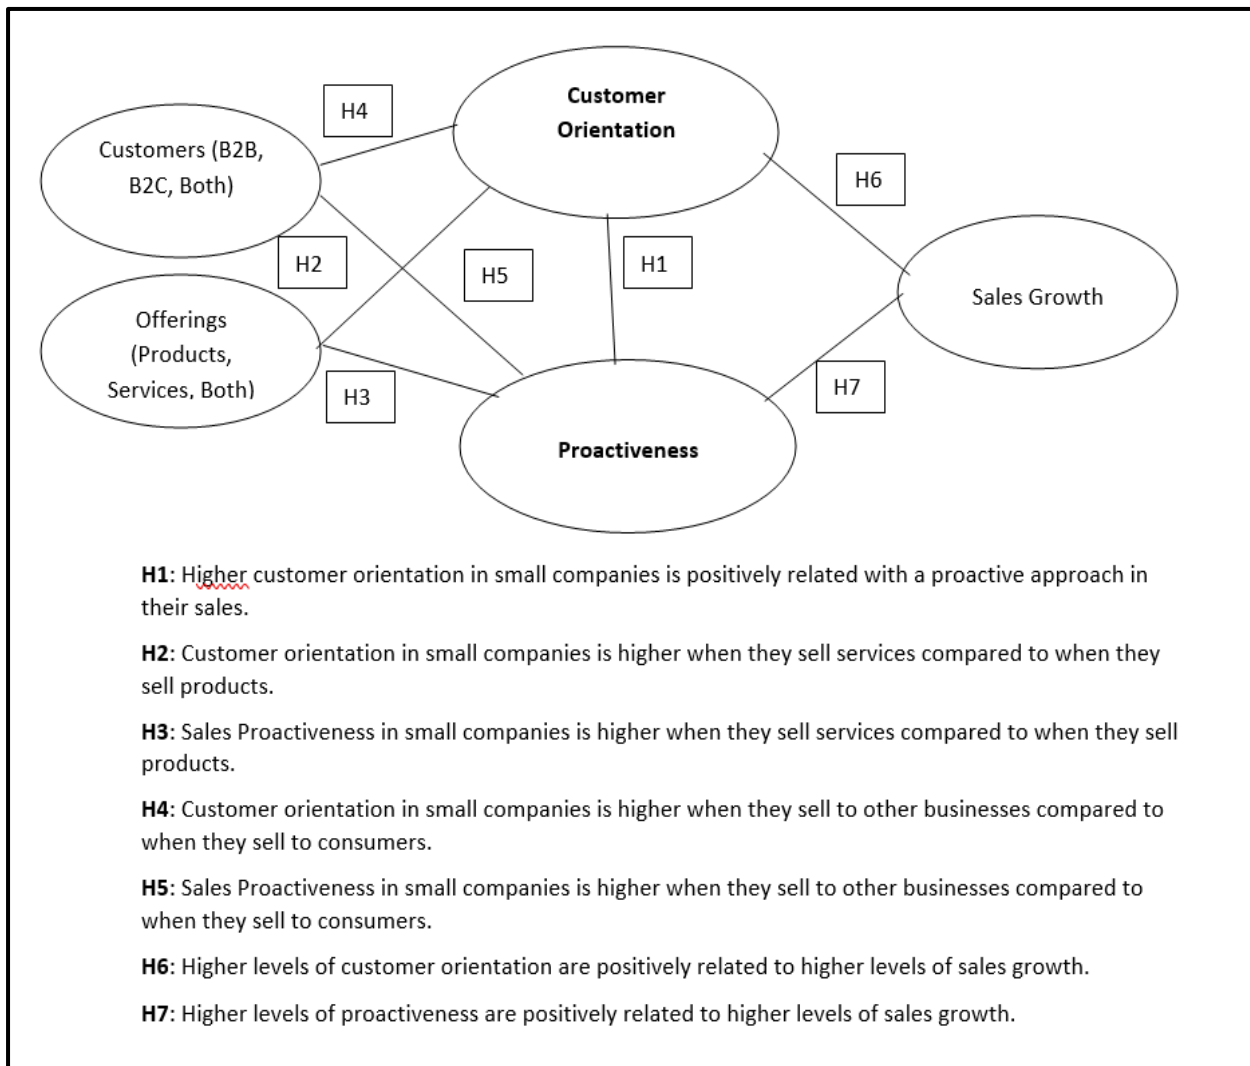 Customer
Orientation
H4
Customers (B2B,
B2C, Both)
H6
H2
H5
H1
Sales Growth
Offerings
(Products,
Services, Both)
H3
H7
Proactiveness
H1: Higher customer orientation in small companies is positively related with a proactive approach in
their sales.
H2: Customer orientation in small companies is higher when they sell services compared to when they
sell products.
H3: Sales Proactiveness in small companies is higher when they sell services compared to when they sell
products.
H4: Customer orientation in small companies is higher when they sell to other businesses compared to
when they sell to consumers.
H5: Sales Proactiveness in small companies is higher when they sell to other businesses compared to
when they sell to consumers.
H6: Higher levels of customer orientation are positively related to higher levels of sales growth.
H7: Higher levels of proactiveness are positively related to higher levels of sales growth.